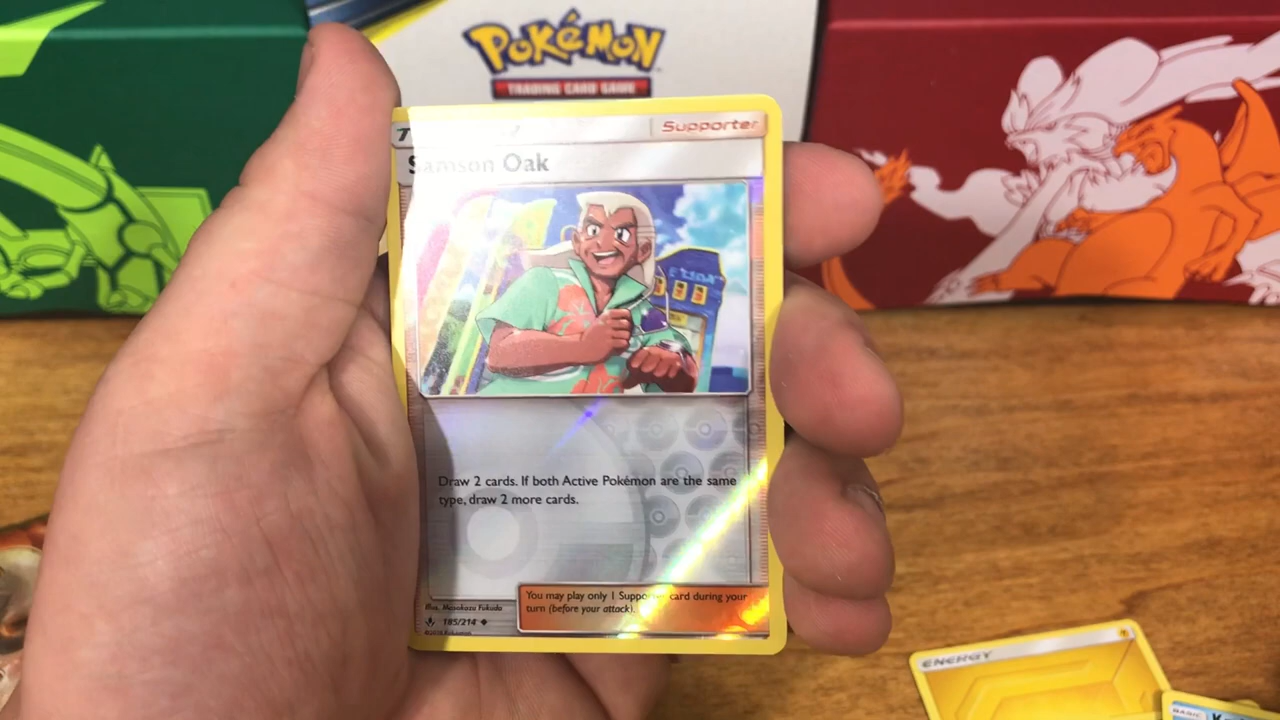 POKéMON
TRADING CARD GAME
Supporter
Samson Oak
Draw 2 cards. If both Active Pokémon are the same
type, draw 2 more cards.
You may play only 1 Supporter card during your
turn (before your attack).
Illus. Masakazu Fukuda
185/214
ENERGY
BASIC